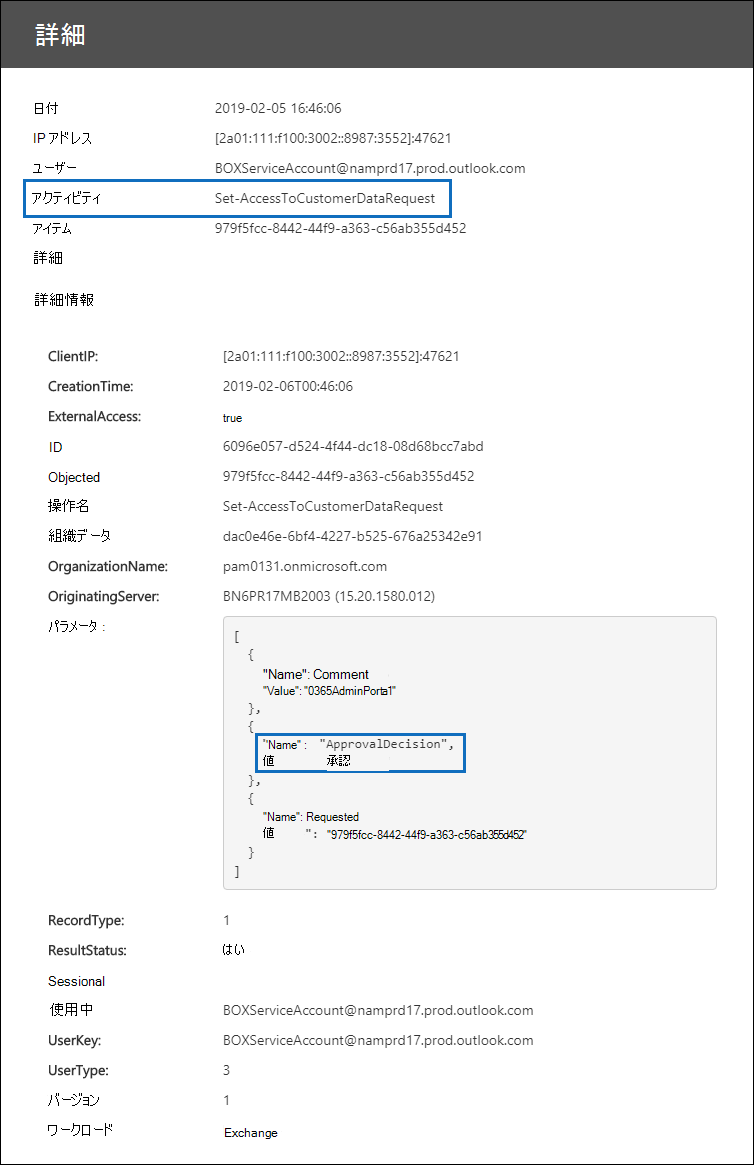 詳細
日付 2019-02-05 16:46:06
IP アドレス [2a01:111:f100:3002::8987:3552]:47621
ユーザー BOXServiceAccount@namprd17.prod.outlook.com
アクティビティ Set-AccessToCustomerDataRequest
アイテム 979f5fcc-8442-44f9-a363-c56ab355d452
詳細
詳細情報
ClientIP: [2a01:111:f100:3002::8987:3552]:47621
CreationTime: 2019-02-06T00:46:06
ExternalAccess: true
ID 6096e057-d524-4f44-dc18-08d68bcc7abd
Objected 979f5fcc-8442-44f9-a363-c56ab355d452
操作名 Set-AccessToCustomerDataRequest
組織データ dac0e46e-6bf4-4227-b525-676a25342e91
OrganizationName: pam0131.onmicrosoft.com
OriginatingServer: BN6PR17MB2003 (15.20.1580.012)
パラメータ :
[
{
"Name": Comment
"Value": "0365AdminPorta1"
},
{
"Name" : "ApprovalDecision",
値 承認
},
{
"Name": Requested
値 ": "979f5fcc-8442-44f9-a363-c56ab355d452"
}
]
RecordType: 1
ResultStatus: はい
Sessional
使用中 BOXServiceAccount@namprd17.prod.outlook.com
UserKey: BOXServiceAccount@namprd17.prod.outlook.com
UserType: 3
バージョン 1
ワークロード Exchange